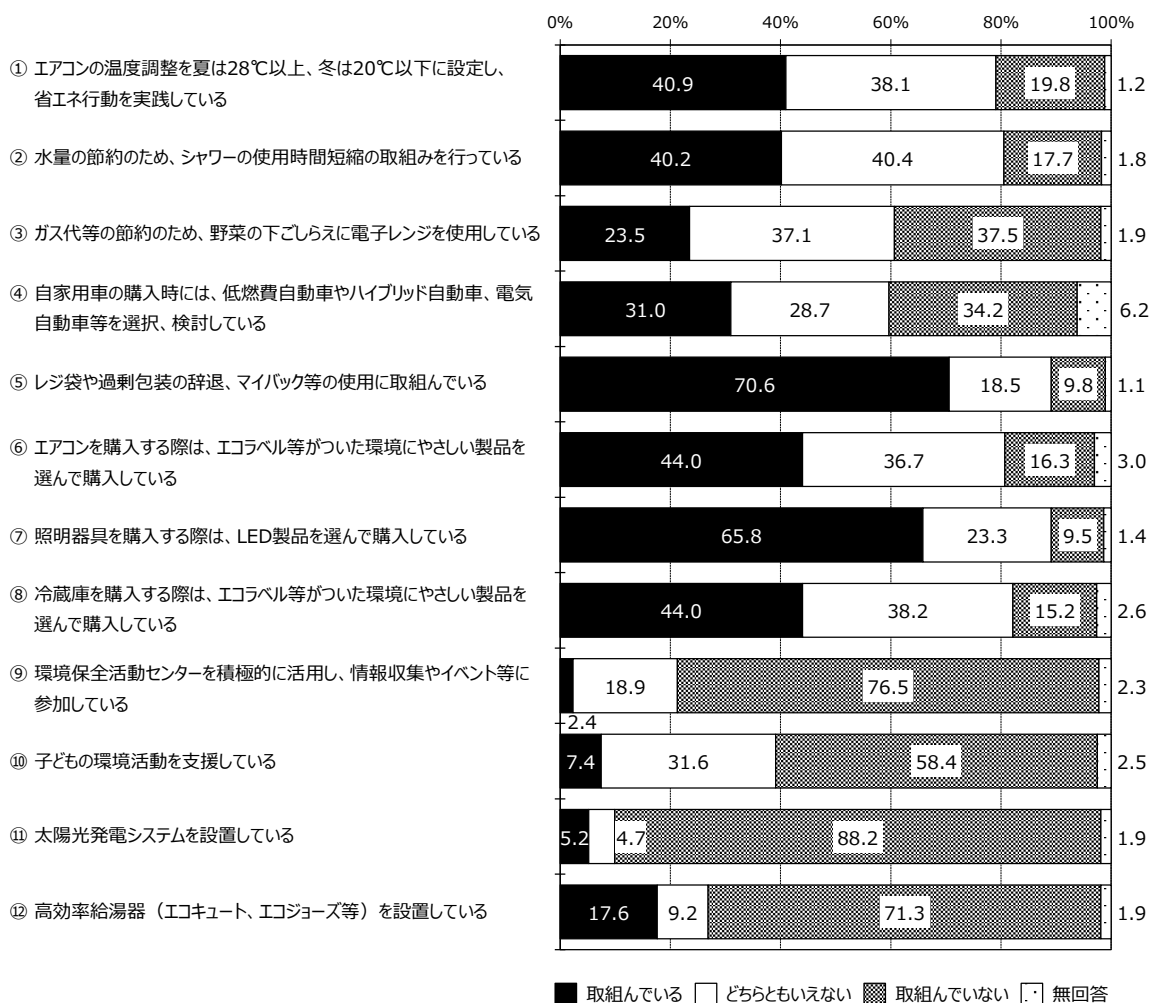 0% 20% 40% 60% 80% 100%
① エアコンの温度調整を夏は28℃以上、冬は20℃以下に設定し、
省エネ行動を実践している
40.9 38.1 19.8 1.2
② 水量の節約のため、シャワーの使用時間短縮の取組みを行っている
40.2 40.4 17.7 1.8
③ ガス代等の節約のため、野菜の下ごしらえに電子レンジを使用している
23.5 37.1 37.5 1.9
④ 自家用車の購入時には、低燃費自動車やハイブリッド自動車、電気
自動車等を選択、検討している
31.0 28.7 34.2 6.2
⑤ レジ袋や過剰包装の辞退、マイバック等の使用に取組んでいる
70.6 18.5 9.8 1.1
⑥ エアコンを購入する際は、エコラベル等がついた環境にやさしい製品を
選んで購入している
44.0 36.7 16.3 3.0
⑦ 照明器具を購入する際は、LED製品を選んで購入している
65.8 23.3 9.5 1.4
⑧ 冷蔵庫を購入する際は、エコラベル等がついた環境にやさしい製品を
選んで購入している
44.0 38.2 15.2 2.6
⑨ 環境保全活動センターを積極的に活用し、情報収集やイベント等に
参加している
18.9 76.5 2.3
2.4
⑩ 子どもの環境活動を支援している
7.4 31.6 58.4 2.5
⑪ 太陽光発電システムを設置している
5.2 4.7 88.2 1.9
⑫ 高効率給湯器（エコキュート、エコジョーズ等）を設置している
17.6 9.2 71.3 1.9
取組んでいる どちらともいえない 取組んでいない 無回答